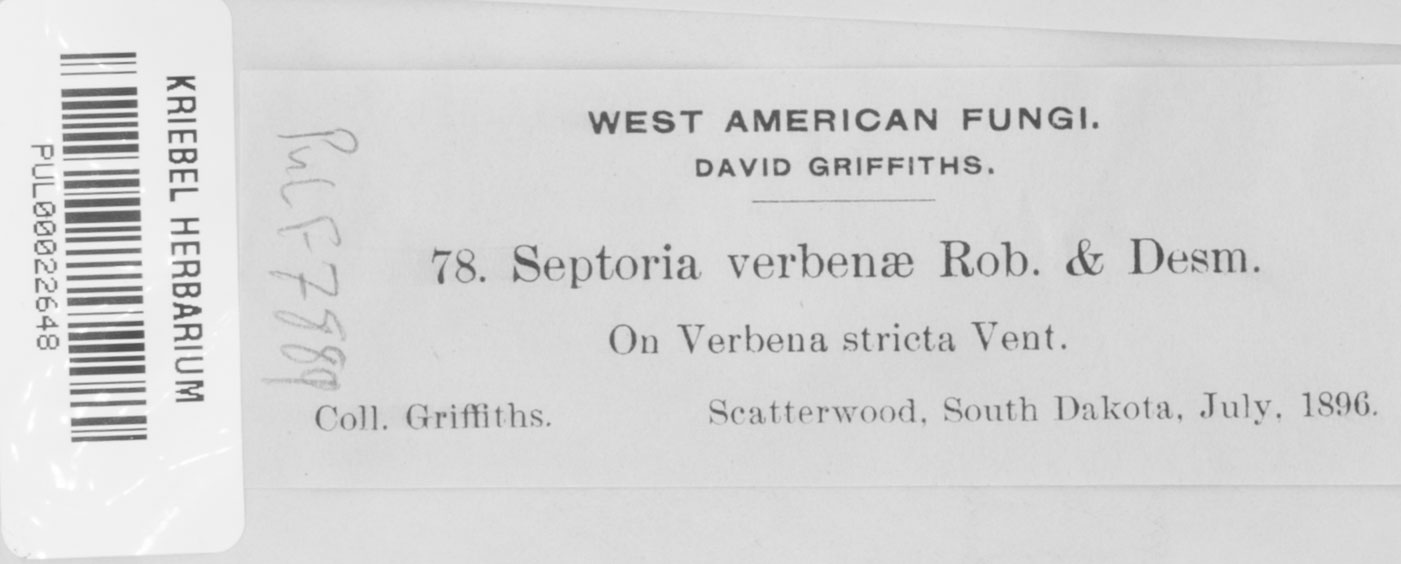 KRIEBEL HERBARIUM
PUL00022648
PUL F7889
WEST AMERICAN FUNGI.
DAVID GRIFFITHS.
78. Septoria verbenæ Rob. & Desm.
On Verbena stricta Vent.
Coll. Griffiths. Scatterwood, South Dakota, July, 1896.